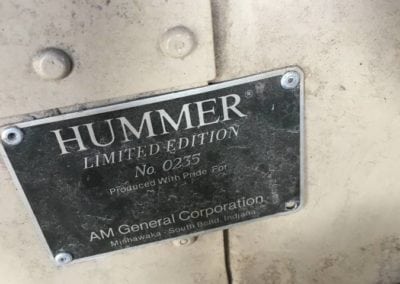 HUMMER®
LIMITED EDITION
No. 0235
Produced With Pride For
AM General Corporation
Mishawaka - South Bend, Indiana